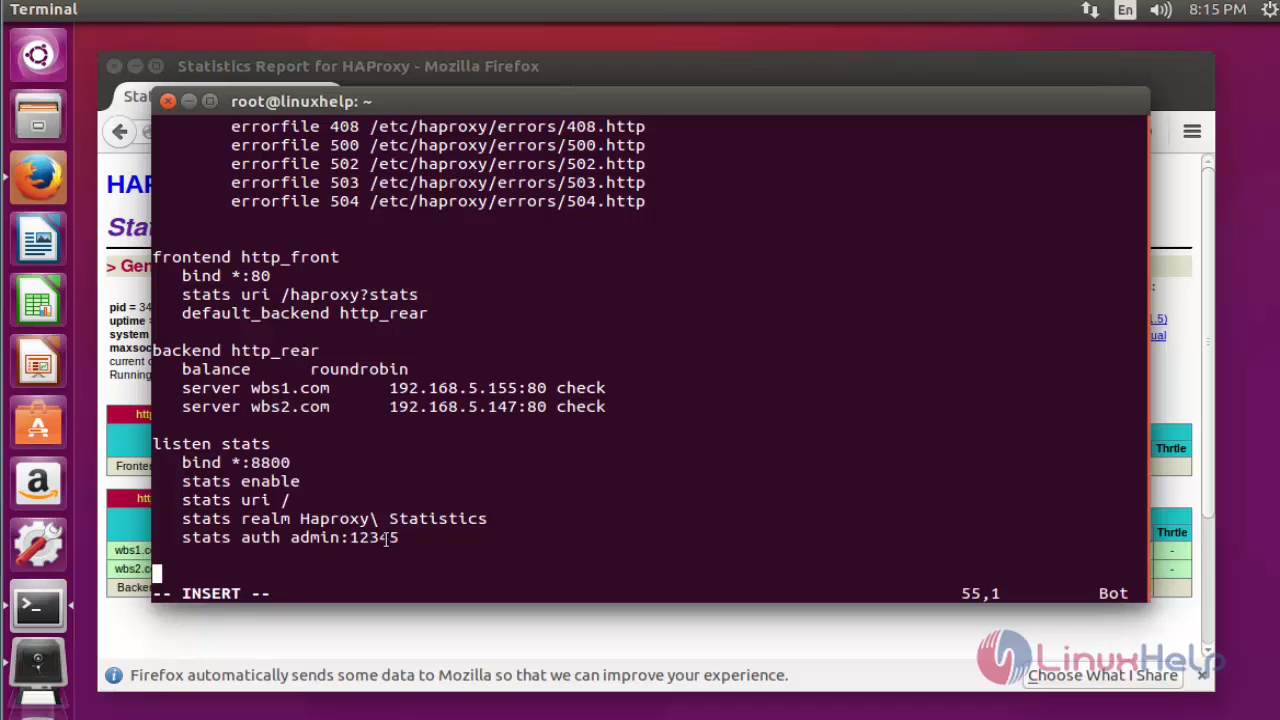 Terminal
En
8:15 PM
Statistics Report for HAProxy - Mozilla Firefox
Stat
root@linuxhelp: ~
errorfile 408 /etc/haproxy/errors/408.http
errorfile 500 /etc/haproxy/errors/500.http
errorfile 502 /etc/haproxy/errors/502.http
errorfile 503 /etc/haproxy/errors/503.http
errorfile 504 /etc/haproxy/errors/504.http
frontend http_front
bind *:80
stats uri /haproxy?stats
default_backend http_rear
backend http_rear
balance roundrobin
server wbs1.com 192.168.5.155:80 check
server wbs2.com 192.168.5.147:80 check
listen stats
bind *:8800
stats enable
stats uri /
stats realm Haproxy\ Statistics
stats auth admin:12345
-- INSERT --
55,1
Bot
HAP
Stat
> Gen
pid = 34
uptime =
system
maxsoc
current c
Running
htt
Fronte
htt
wbs1.c
wbs2.c
Backe
1.5)
ual
Thrtle
Thrtle
-
-
Firefox automatically sends some data to Mozilla so that we can improve your experience.
Choose What I Share
LinuxHelp